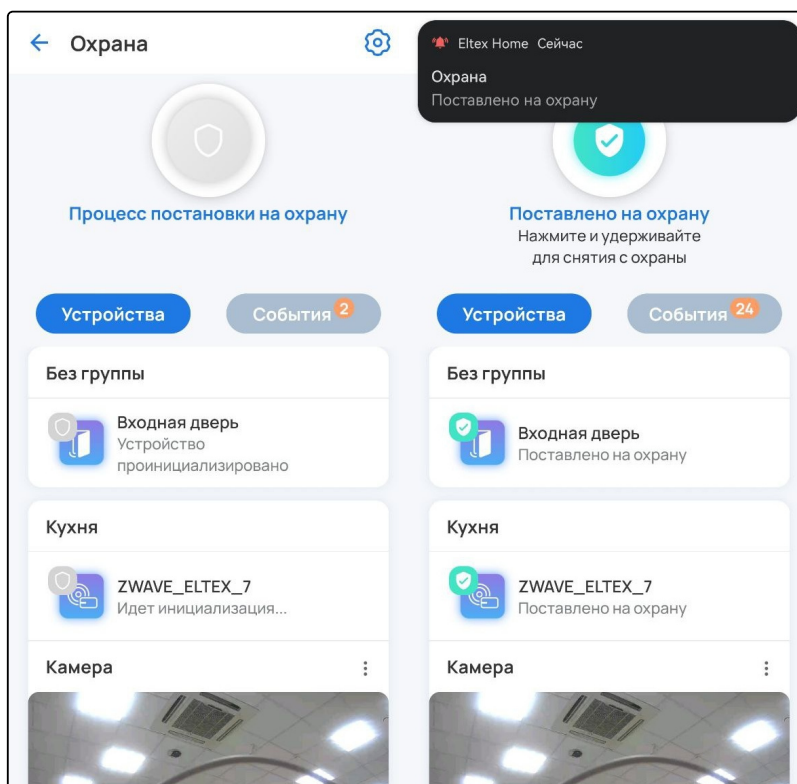 Охрана
Процесс постановки на охрану
Устройства
События 2
Без группы
Входная дверь
Устройство
проинициализировано
Кухня
ZWAVE_ELTEX_7
Идет инициализация...
Камера
Eltex Home Сейчас
Охрана
Поставлено на охрану
Поставлено на охрану
Нажмите и удерживайте
для снятия с охраны
Устройства
События 24
Без группы
Входная дверь
Поставлено на охрану
Кухня
ZWAVE_ELTEX_7
Поставлено на охрану
Камера